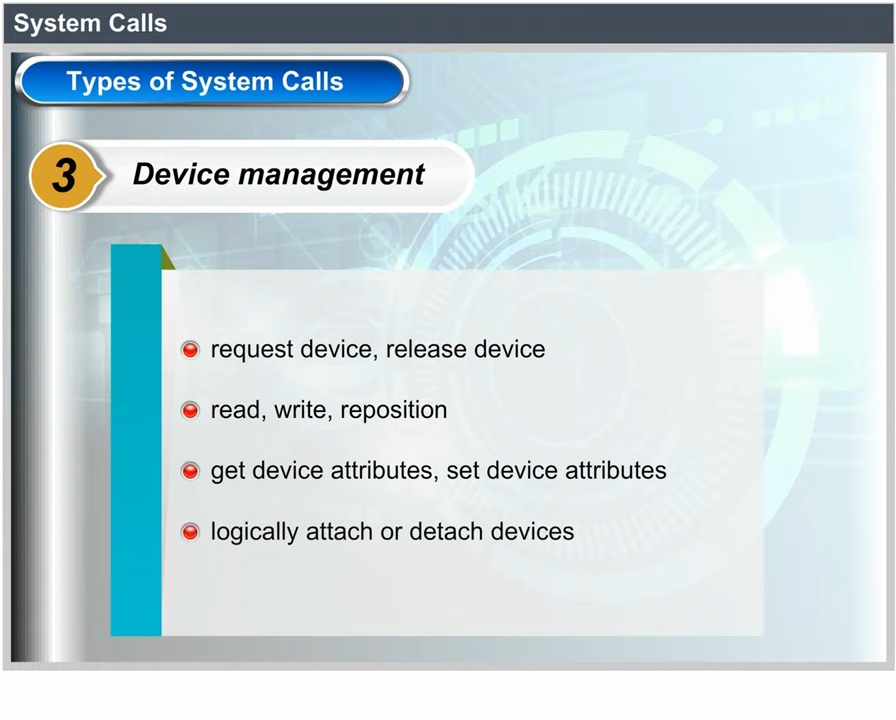 System Calls
Types of System Calls
3
Device management
request device, release device
read, write, reposition
get device attributes, set device attributes
logically attach or detach devices